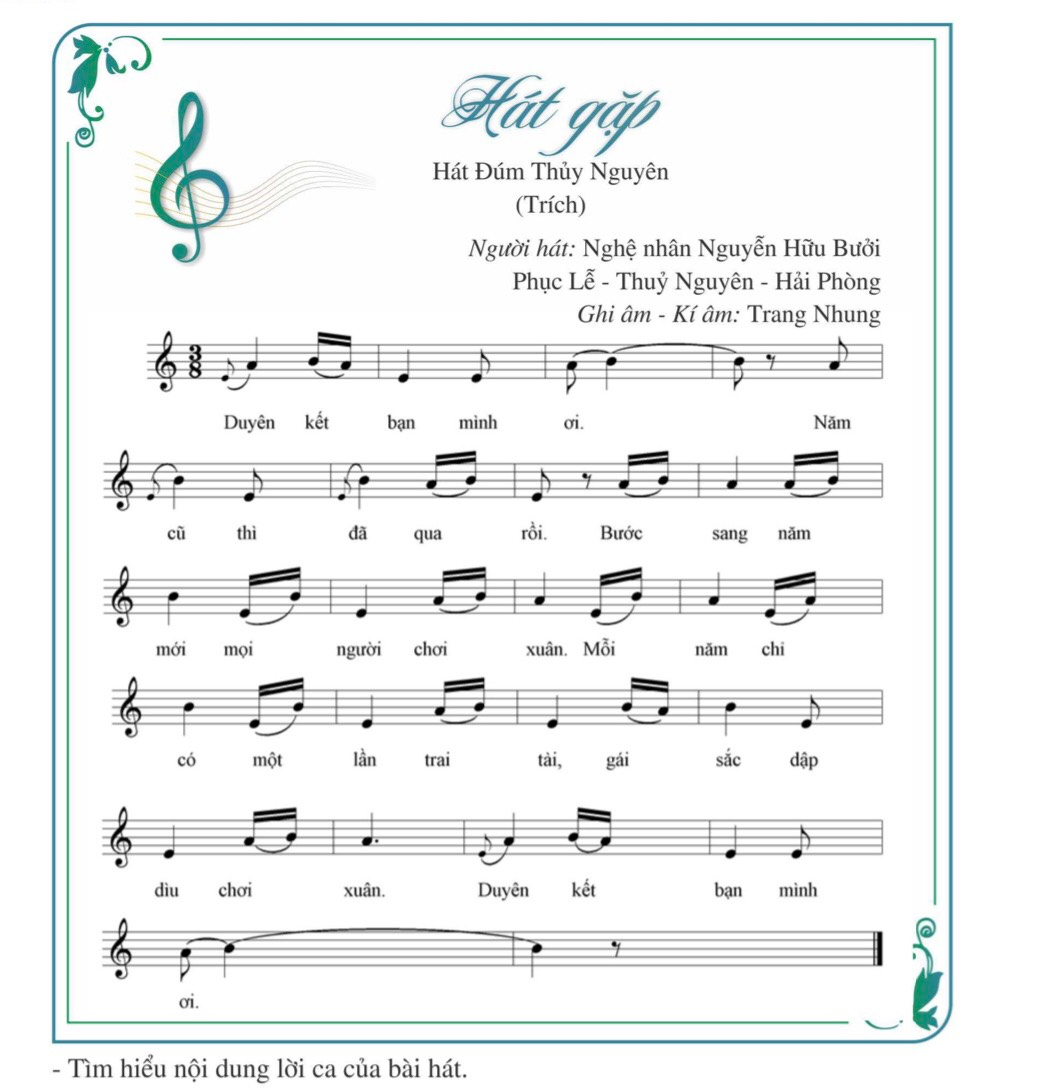 Hát gặp
Hát Đúm Thủy Nguyên
(Trích)
Người hát: Nghệ nhân Nguyễn Hữu Bưởi
Phục Lễ - Thuỷ Nguyên - Hải Phòng
Ghi âm - Kí âm: Trang Nhung
3
8
Duyên kết bạn mình ơi. Năm
cũ thì đã qua rồi. Bước sang năm
mới mọi người chơi xuân. Mỗi năm chi
có một lần trai tài, gái sắc dập
dìu chơi xuân. Duyên kết bạn mình
ơi.
- Tìm hiểu nội dung lời ca của bài hát.